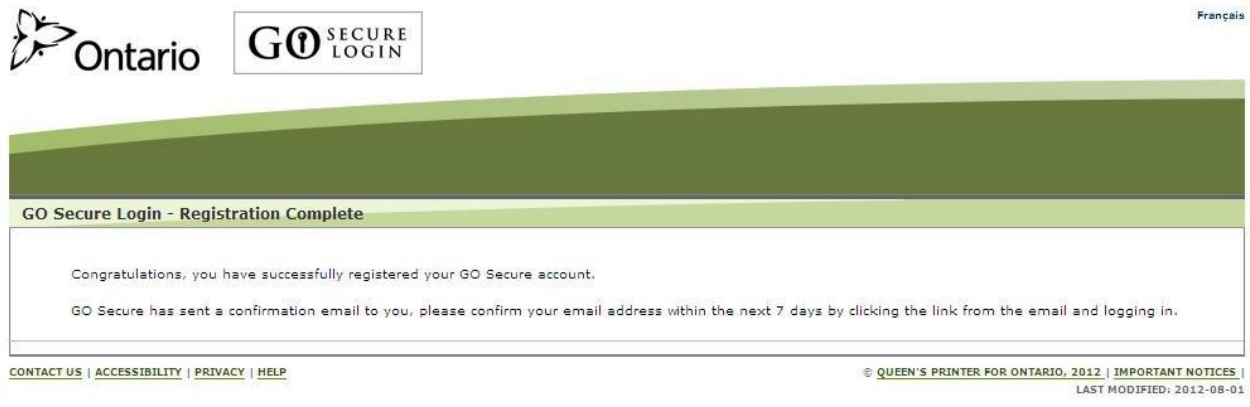 Français
Ontario
GO SECURE LOGIN
GO Secure Login - Registration Complete
Congratulations, you have successfully registered your GO Secure account.
GO Secure has sent a confirmation email to you, please confirm your email address within the next 7 days by clicking the link from the email and logging in.
CONTACT US | ACCESSIBILITY | PRIVACY | HELP
© QUEEN'S PRINTER FOR ONTARIO, 2012 | IMPORTANT NOTICES |
LAST MODIFIED: 2012-08-01